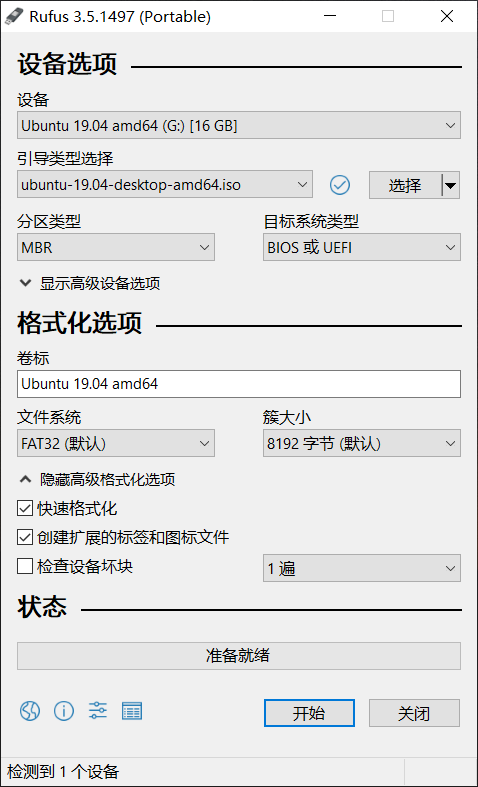 Rufus 3.5.1497 (Portable)
设备选项
设备
Ubuntu 19.04 amd64 (G:) [16 GB]
引导类型选择
ubuntu-19.04-desktop-amd64.iso
选择
分区类型
目标系统类型
MBR
BIOS 或 UEFI
显示高级设备选项
格式化选项
卷标
Ubuntu 19.04 amd64
文件系统
簇大小
FAT32 (默认)
8192 字节 (默认)
隐藏高级格式化选项
快速格式化
创建扩展的标签和图标文件
检查设备坏块
1 遍
状态
准备就绪
开始
关闭
检测到 1 个设备